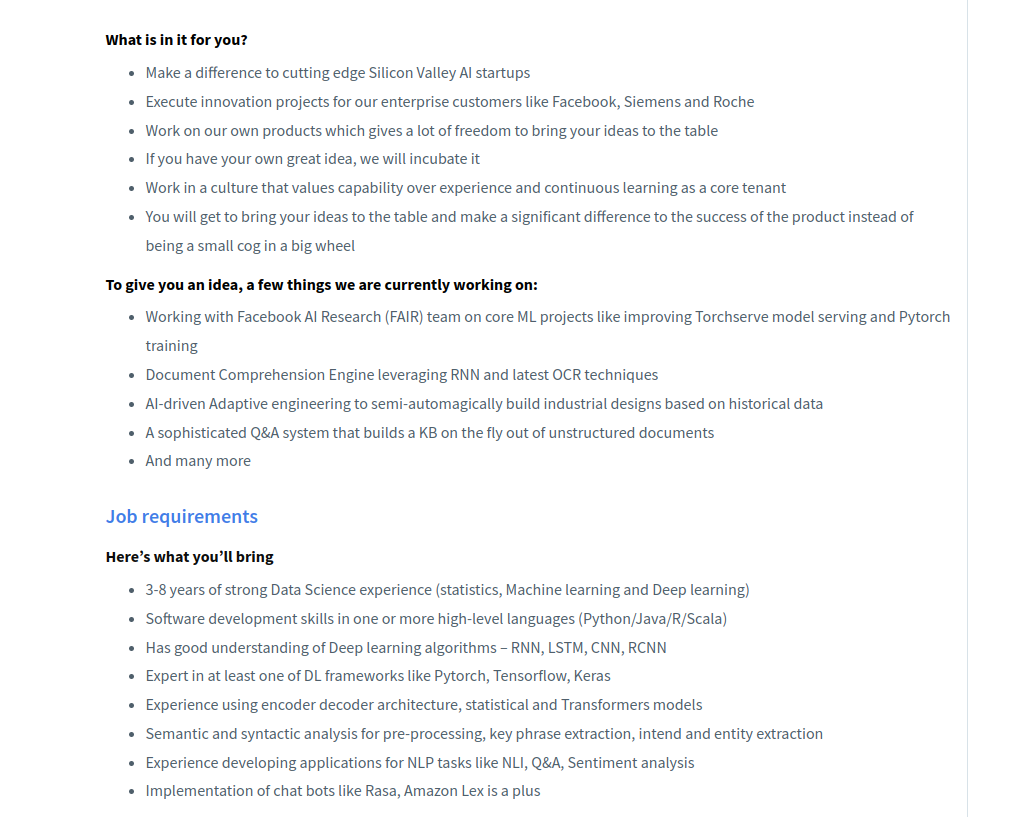 What is in it for you?
• Make a difference to cutting edge Silicon Valley AI startups
• Execute innovation projects for our enterprise customers like Facebook, Siemens and Roche
• Work on our own products which gives a lot of freedom to bring your ideas to the table
• If you have your own great idea, we will incubate it
• Work in a culture that values capability over experience and continuous learning as a core tenant
• You will get to bring your ideas to the table and make a significant difference to the success of the product instead of
being a small cog in a big wheel
To give you an idea, a few things we are currently working on:
• Working with Facebook AI Research (FAIR) team on core ML projects like improving Torchserve model serving and Pytorch
training
• Document Comprehension Engine leveraging RNN and latest OCR techniques
• AI-driven Adaptive engineering to semi-automagically build industrial designs based on historical data
• A sophisticated Q&A system that builds a KB on the fly out of unstructured documents
• And many more
Job requirements
Here’s what you’ll bring
• 3-8 years of strong Data Science experience (statistics, Machine learning and Deep learning)
• Software development skills in one or more high-level languages (Python/Java/R/Scala)
• Has good understanding of Deep learning algorithms – RNN, LSTM, CNN, RCNN
• Expert in at least one of DL frameworks like Pytorch, Tensorflow, Keras
• Experience using encoder decoder architecture, statistical and Transformers models
• Semantic and syntactic analysis for pre-processing, key phrase extraction, intend and entity extraction
• Experience developing applications for NLP tasks like NLI, Q&A, Sentiment analysis
• Implementation of chat bots like Rasa, Amazon Lex is a plus